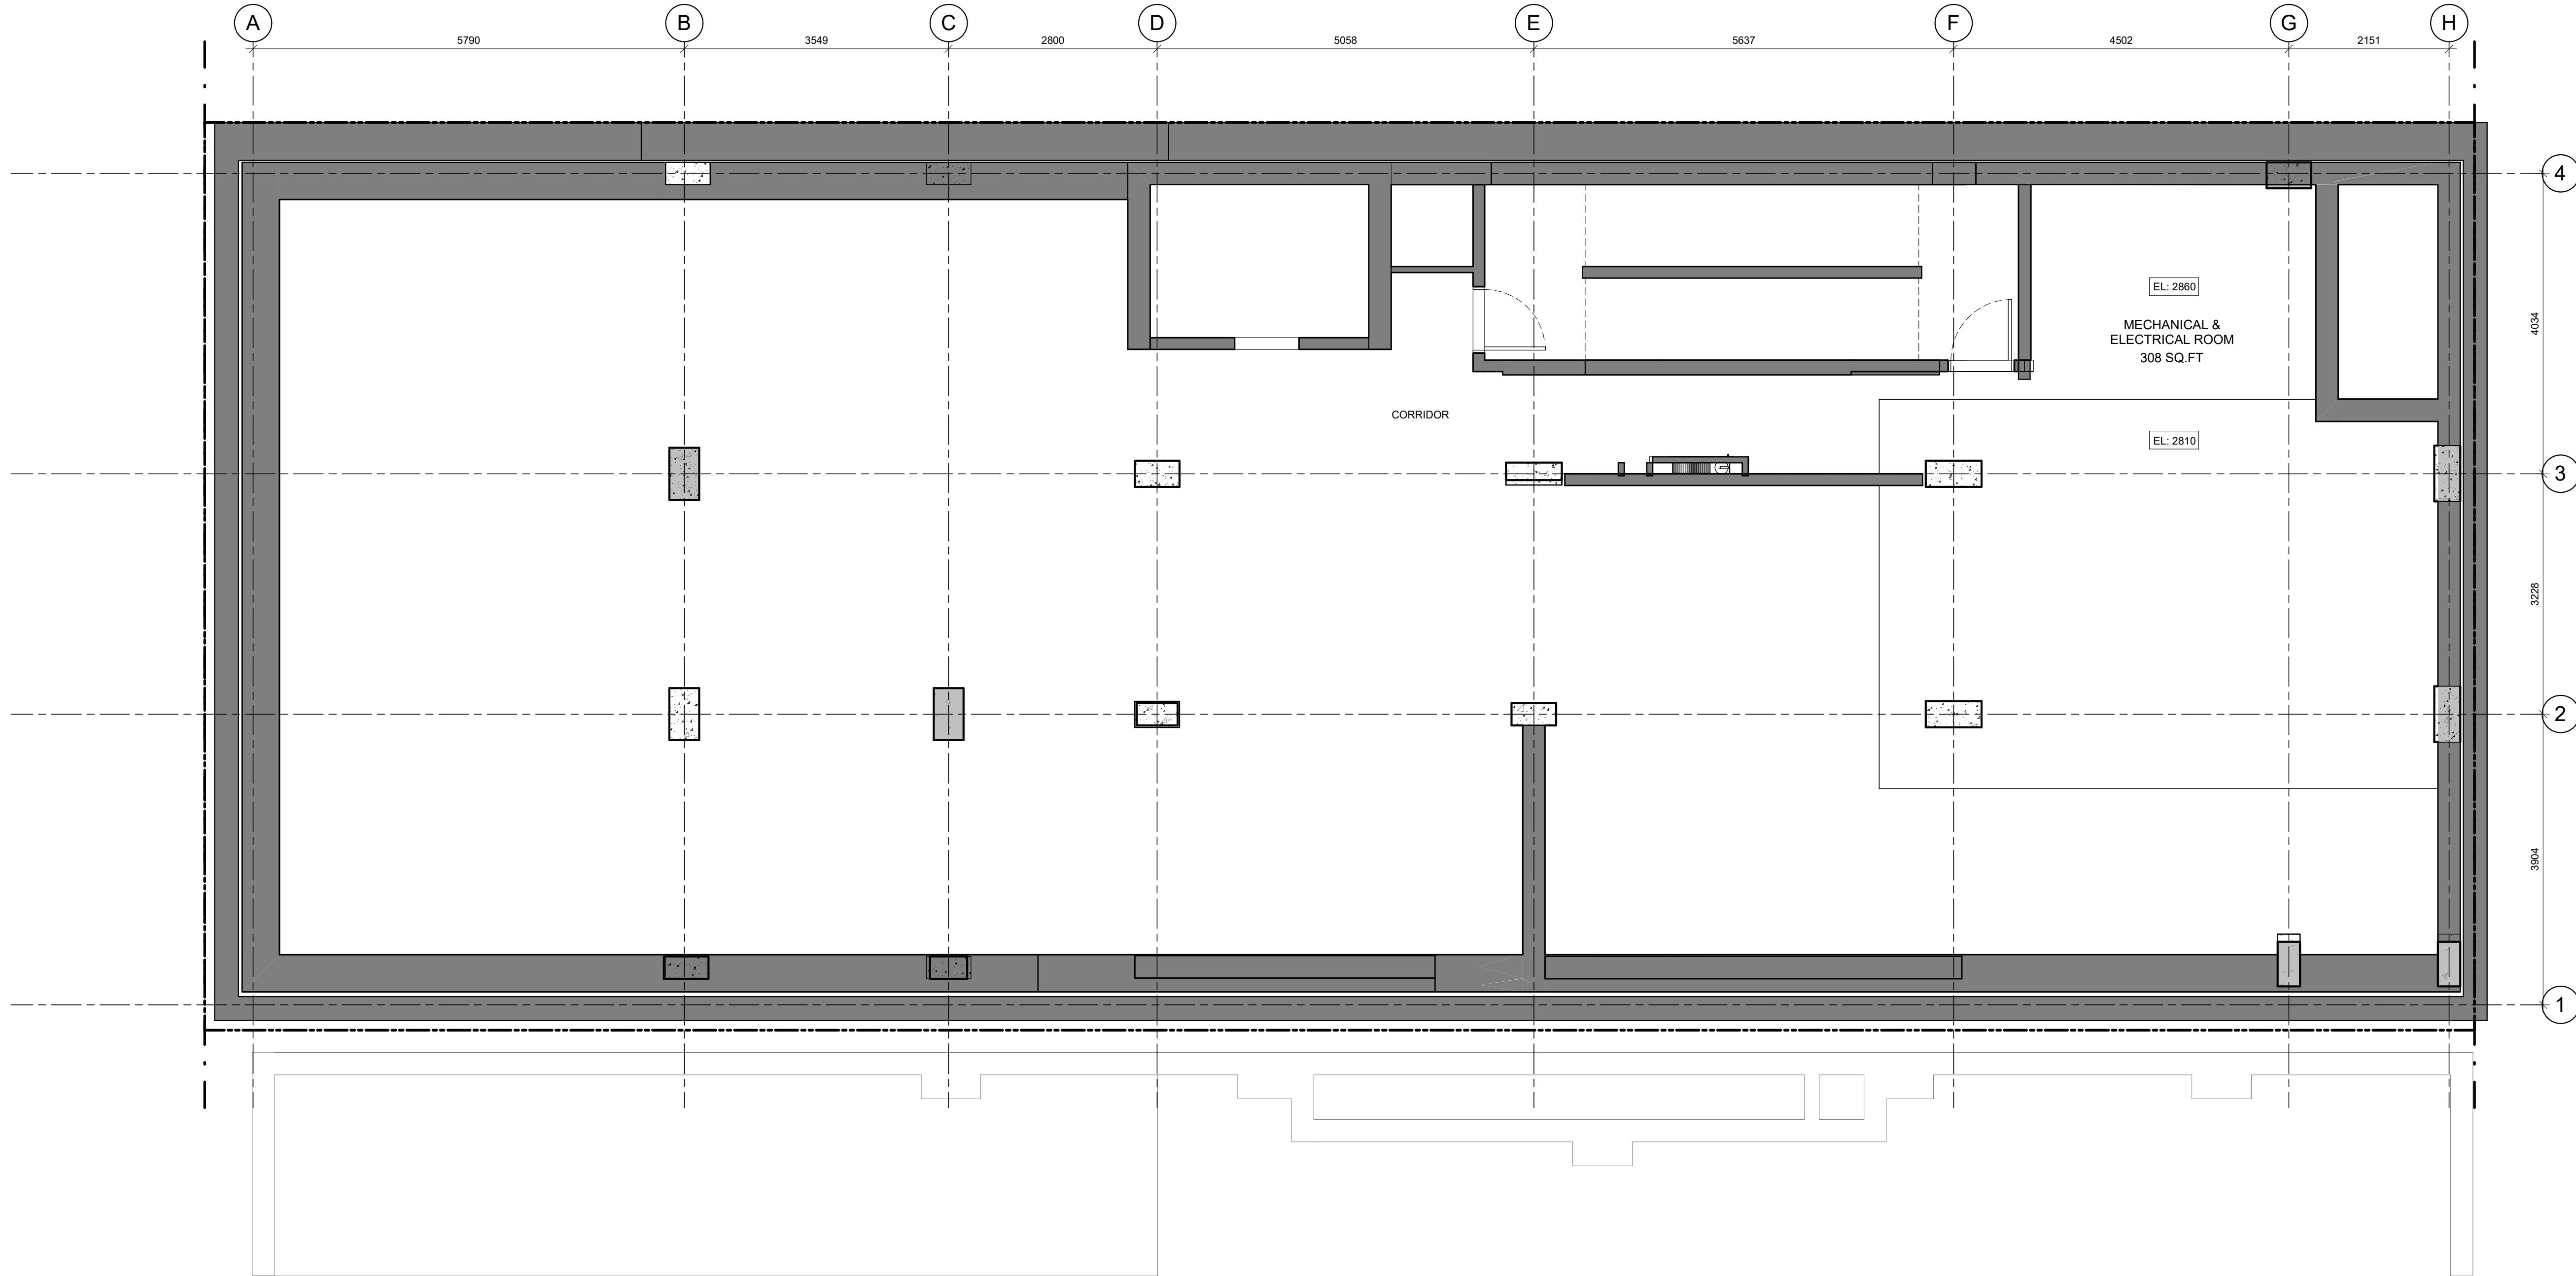 A
B
C
D
E
F
G
H
5790
3549
2800
5058
5637
4502
2151
4
EL: 2860
MECHANICAL &
ELECTRICAL ROOM
308 SQ.FT
4034
CORRIDOR
EL: 2810
3
3228
2
3904
1